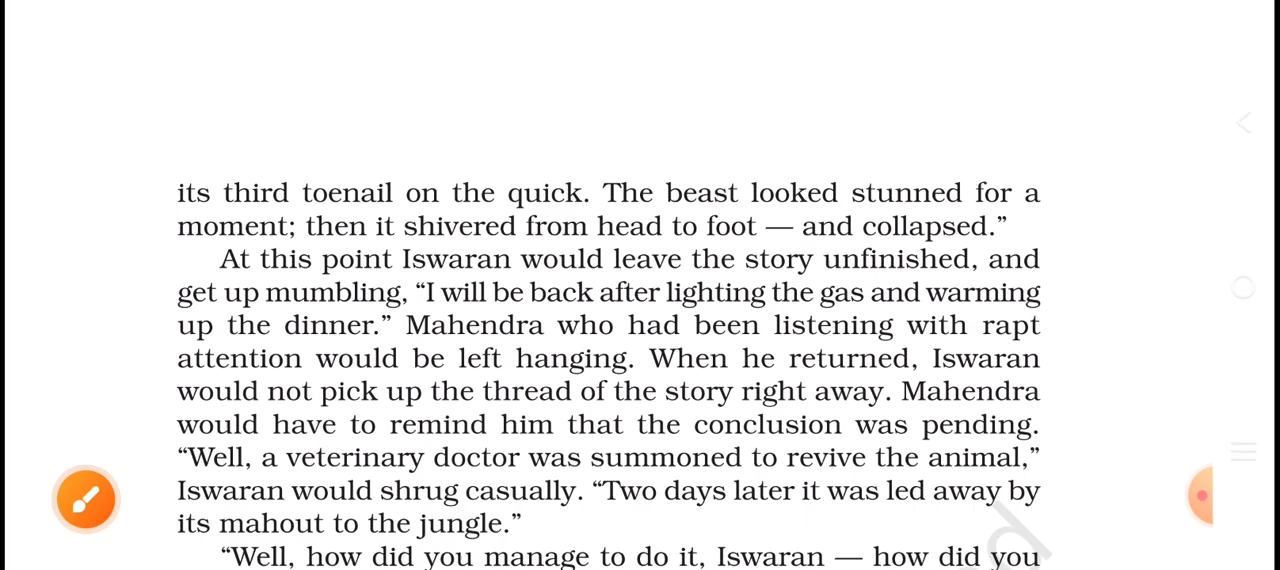 its third toenail on the quick. The beast looked stunned for a
moment; then it shivered from head to foot — and collapsed.”
At this point Iswaran would leave the story unfinished, and
get up mumbling, “I will be back after lighting the gas and warming
up the dinner.” Mahendra who had been listening with rapt
attention would be left hanging. When he returned, Iswaran
would not pick up the thread of the story right away. Mahendra
would have to remind him that the conclusion was pending.
“Well, a veterinary doctor was summoned to revive the animal,”
Iswaran would shrug casually. “Two days later it was led away by
its mahout to the jungle.”
“Well, how did you manage to do it, Iswaran — how did you